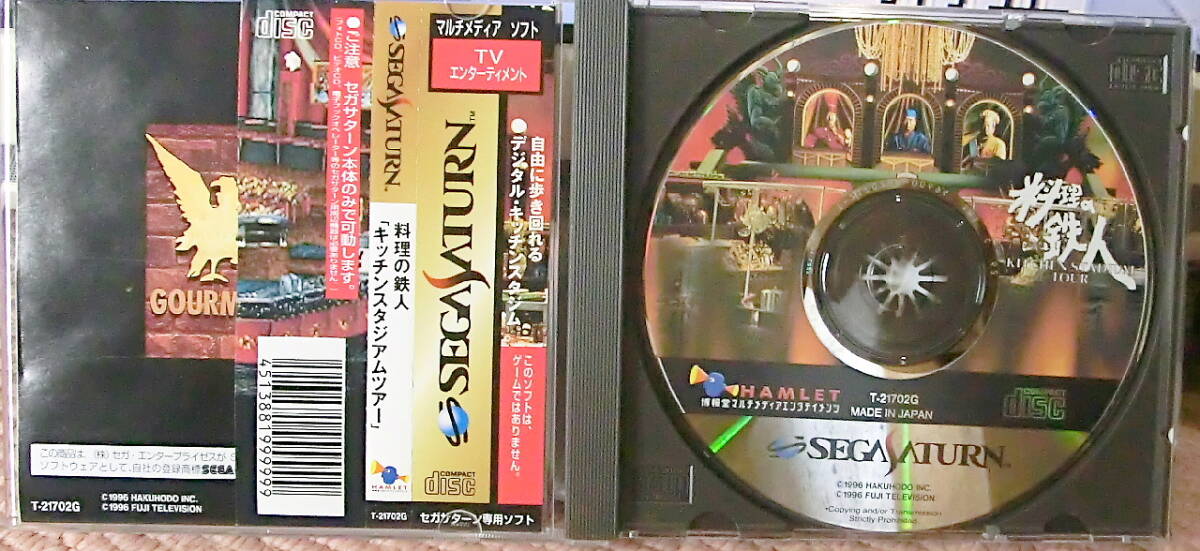 COMPACT
disc
GOURM
この商品は、(株)セガ・エンタープライゼスが
ソフトウェアとして、自社の登録商標SEGA
©1996 HAKUHODO INC.
©1996 FUJI TELEVISION
T-21702G
●ご注意 セガサターン本体のみで可動します。
4513881999999
SEGA SATURN™
料理の鉄人
「キッチンスタジアムツアー」
T-21702G
マルチメディア ソフト
TV
エンターテイメント
SEGA SATURN™
自由に歩き回れる
●デジタル・キッチンスタジアム
このソフトは、
ゲームではありません。
COMPACT
disc
セガサターン専用ソフト
料理の鉄人
KITCHEN STADIUM
TOUR
HAMLET
博報堂マルチメディアエンタテイメンツ
T-21702G
MADE IN JAPAN
COMPACT
disc
SEGA SATURN™
©1996 HAKUHODO INC.
©1996 FUJI TELEVISION
•Copying and/or Transmission
Strictly Prohibited.